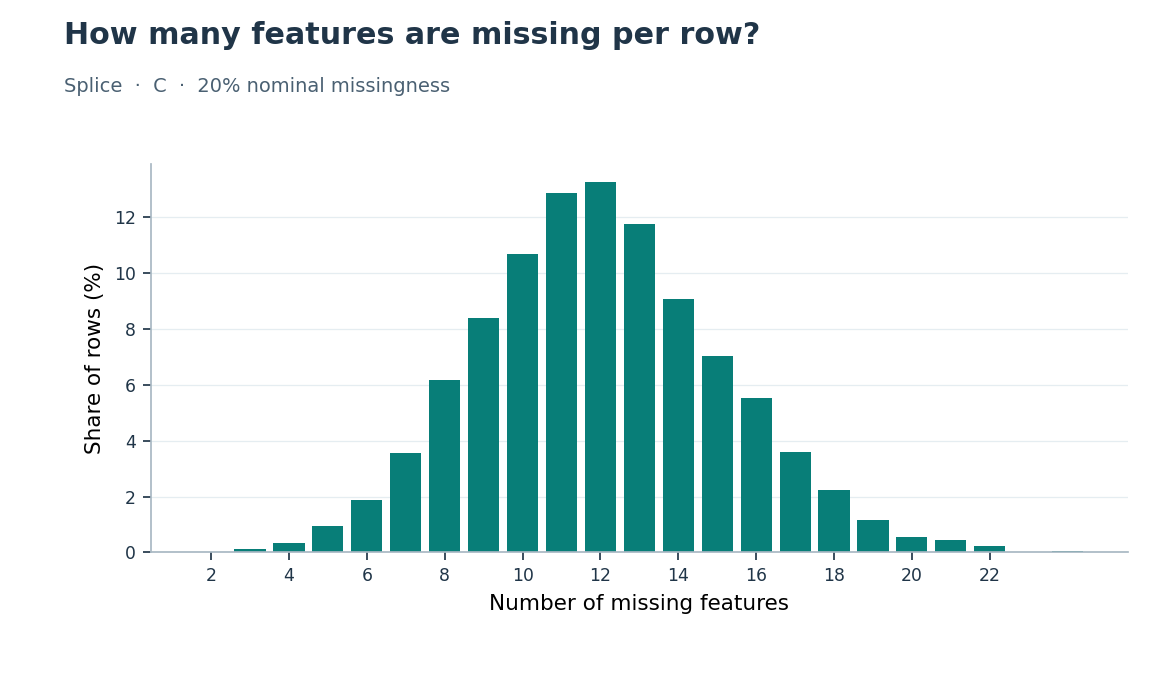 How many features are missing per row?
Splice · C · 20% nominal missingness
Share of rows (%)
12
10
8
6
4
2
0
2 4 6 8 10 12 14 16 18 20 22
Number of missing features